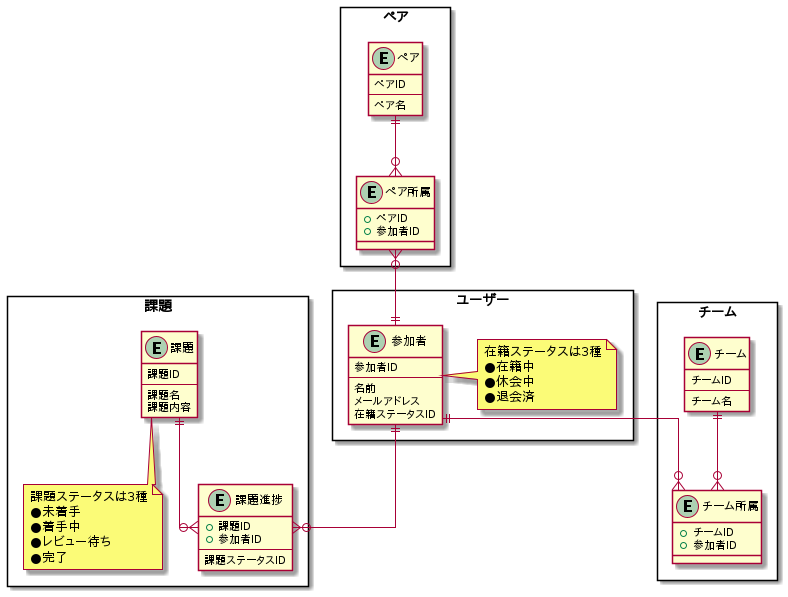 ペア
E ペア
ペアID
ペア名
E ペア所属
ペアID
参加者ID
ユーザー
E 参加者
参加者ID
名前
メールアドレス
在籍ステータスID
在籍ステータスは3種
●在籍中
●休会中
●退会済
課題
E 課題
課題ID
課題名
課題内容
課題ステータスは3種
●未着手
●着手中
●レビュー待ち
●完了
E 課題進捗
課題ID
参加者ID
課題ステータスID
チーム
E チーム
チームID
チーム名
E チーム所属
チームID
参加者ID